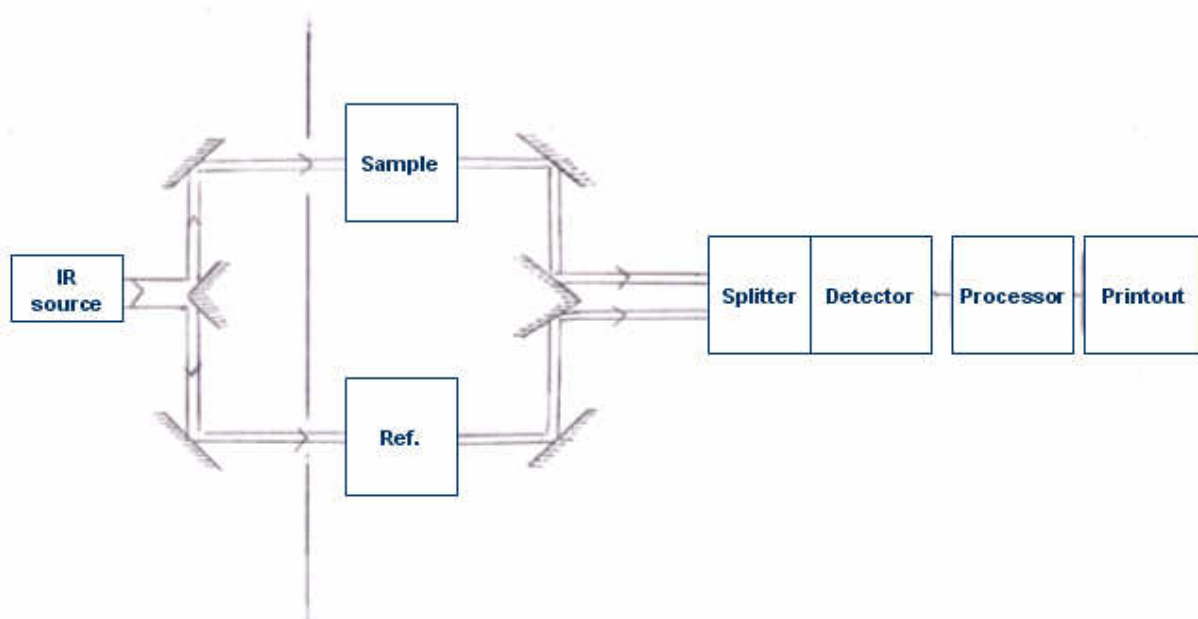 IR
source
Sample
Ref.
Splitter
Detector
Processor
Printout